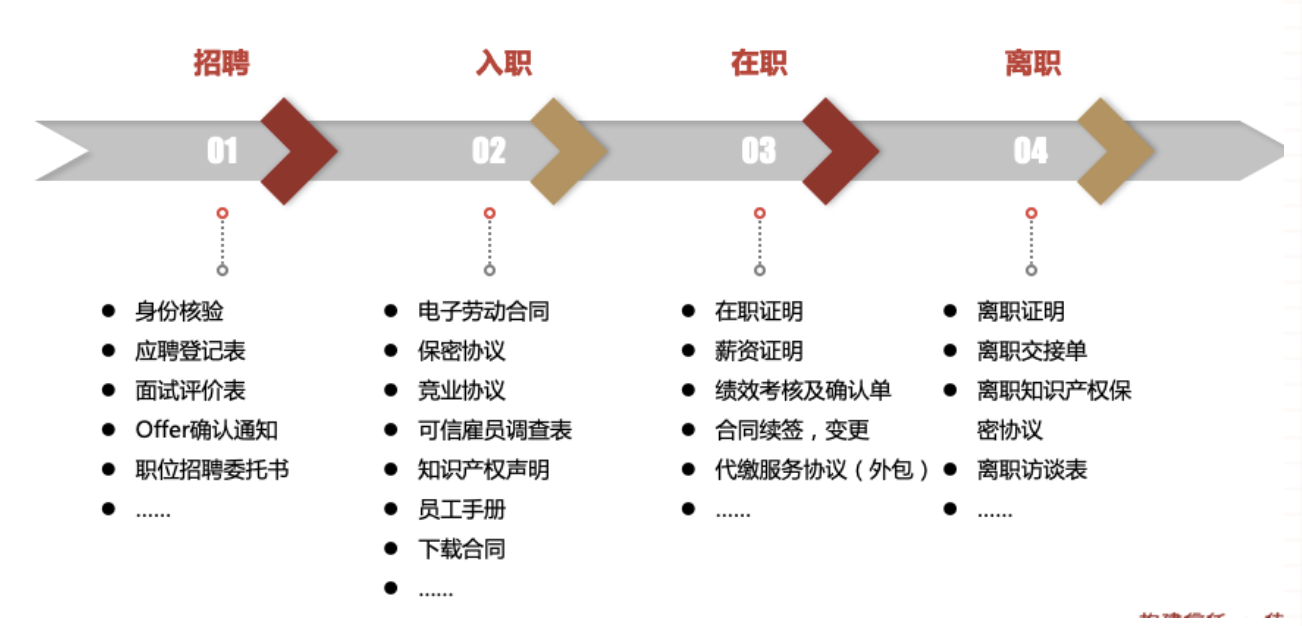 招聘
入职
在职
离职
01
02
03
04
身份核验
应聘登记表
面试评价表
Offer确认通知
职位招聘委托书
......
电子劳动合同
保密协议
竞业协议
可信雇员调查表
知识产权声明
员工手册
下载合同
......
在职证明
薪资证明
绩效考核及确认单
合同续签，变更
代缴服务协议（外包）
......
离职证明
离职交接单
离职知识产权保
密协议
离职访谈表
......